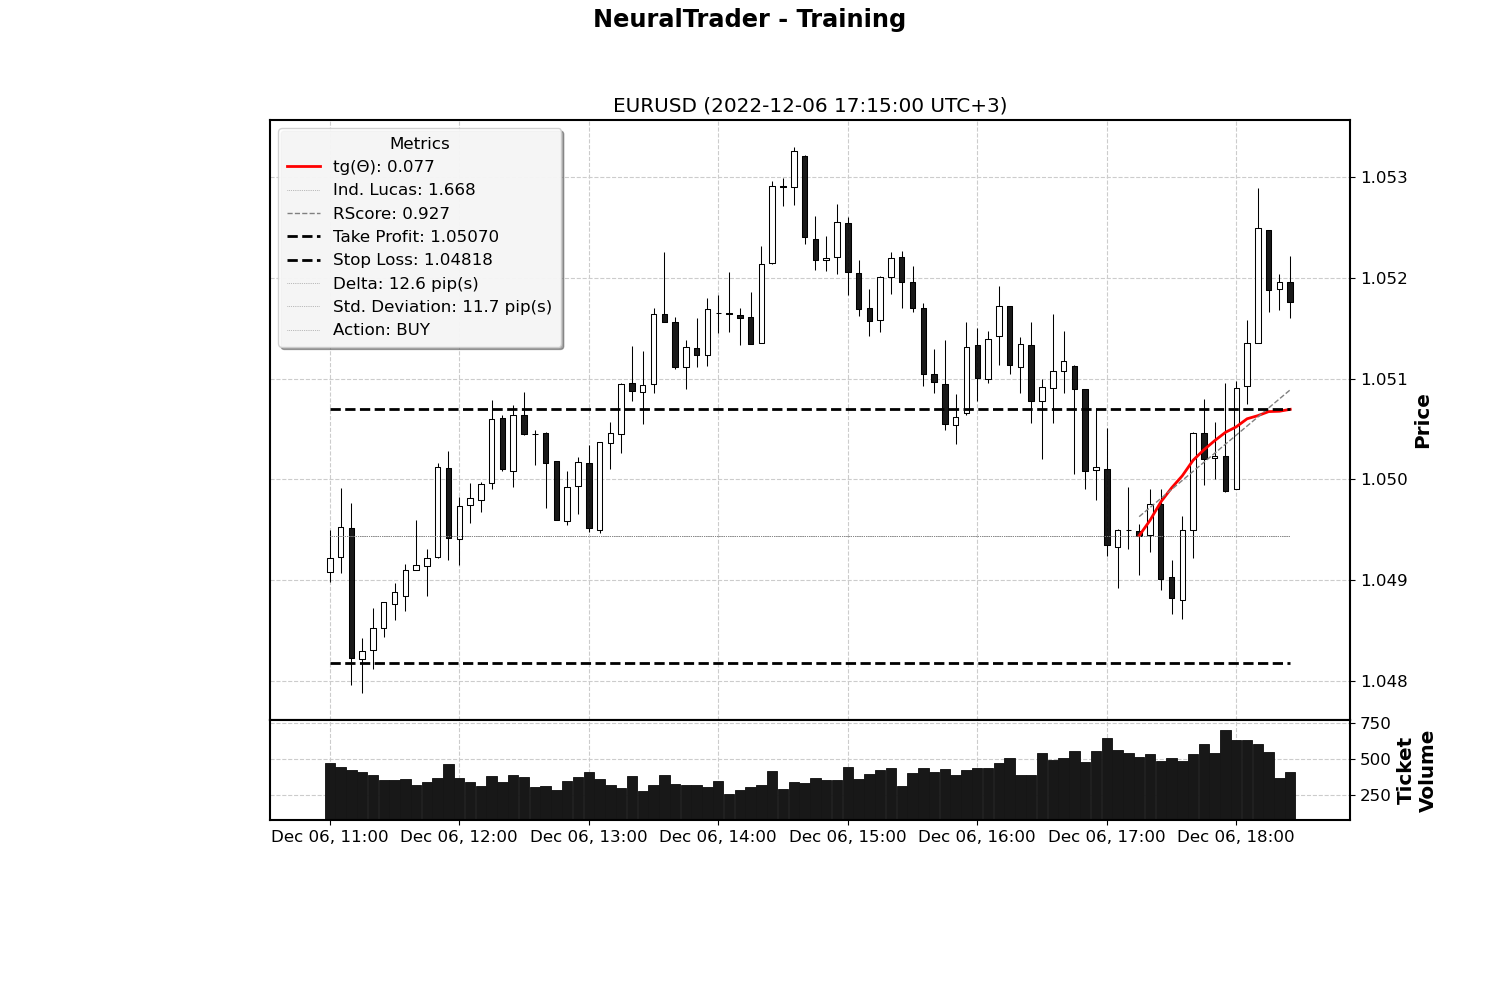 NeuralTrader - Training
EURUSD (2022-12-06 17:15:00 UTC+3)
Metrics
tg(Θ): 0.077
Ind. Lucas: 1.668
RScore: 0.927
Take Profit: 1.05070
Stop Loss: 1.04818
Delta: 12.6 pip(s)
Std. Deviation: 11.7 pip(s)
Action: BUY
1.053
1.052
1.051
1.050
1.049
1.048
Price
750
500
250
Ticket
Volume
Dec 06, 11:00 Dec 06, 12:00 Dec 06, 13:00 Dec 06, 14:00 Dec 06, 15:00 Dec 06, 16:00 Dec 06, 17:00 Dec 06, 18:00